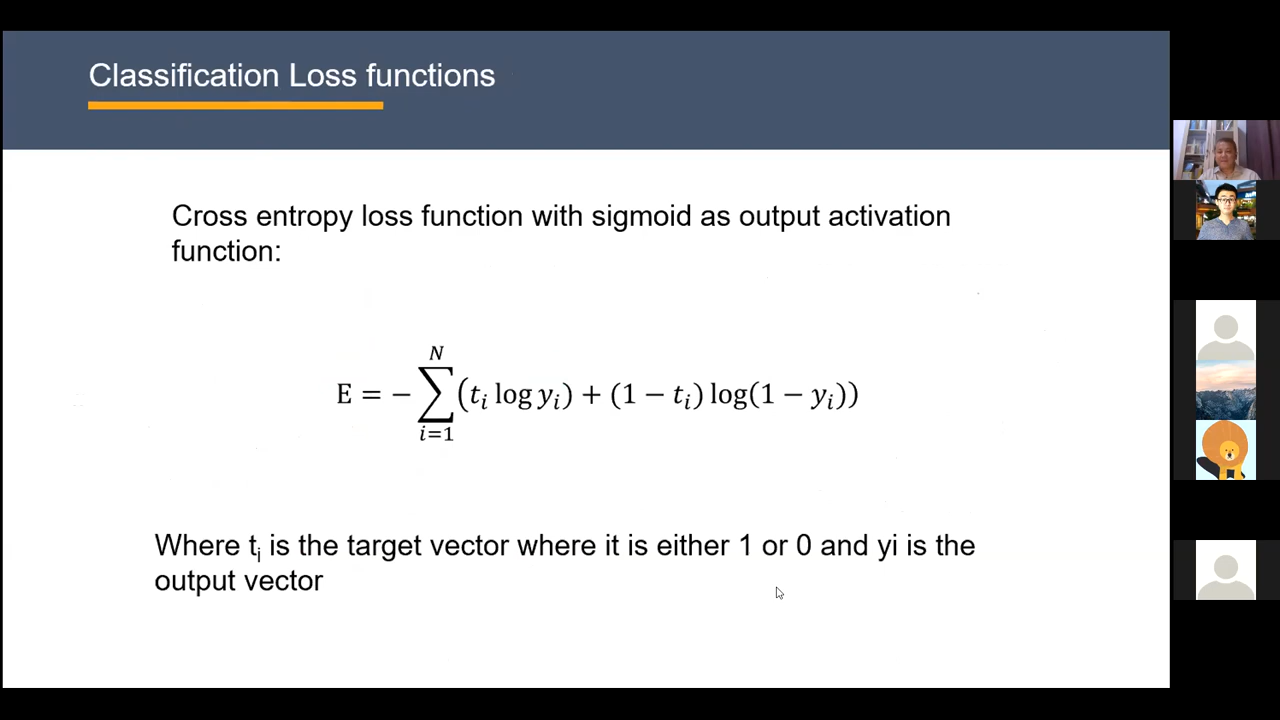 Classification Loss functions
Cross entropy loss function with sigmoid as output activation
function:
E = − ∑_{i=1}^{N} (t_i log y_i) + (1 − t_i) log(1 − y_i))
Where t_i is the target vector where it is either 1 or 0 and yi is the
output vector